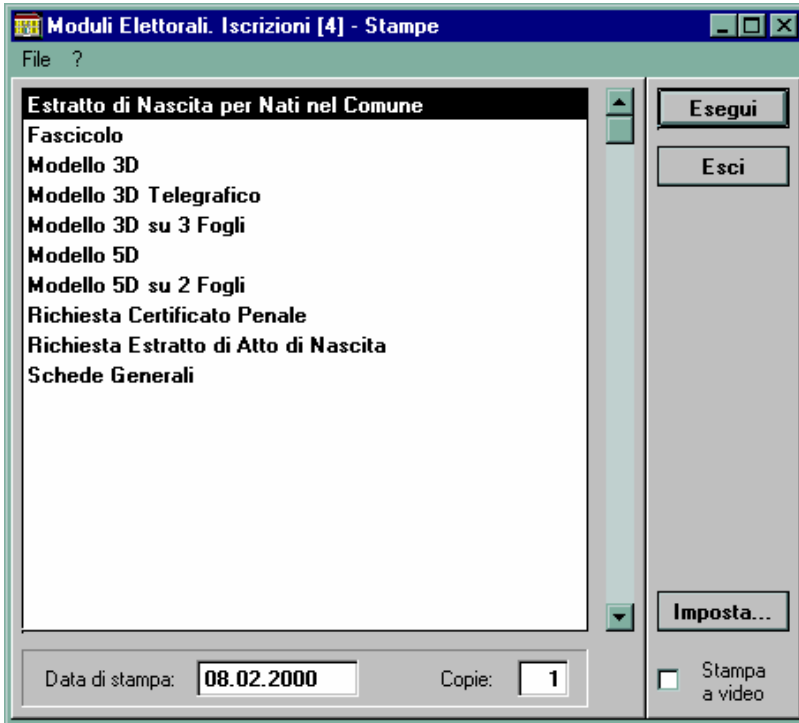 Moduli Elettorali. Iscrizioni [4] - Stampe
File ?
Estratto di Nascita per Nati nel Comune
Fascicolo
Modello 3D
Modello 3D Telegrafico
Modello 3D su 3 Fogli
Modello 5D
Modello 5D su 2 Fogli
Richiesta Certificato Penale
Richiesta Estratto di Atto di Nascita
Schede Generali
Esegui
Esci
Imposta...
Data di stampa: 08.02.2000 Copie: 1
Stampa
a video